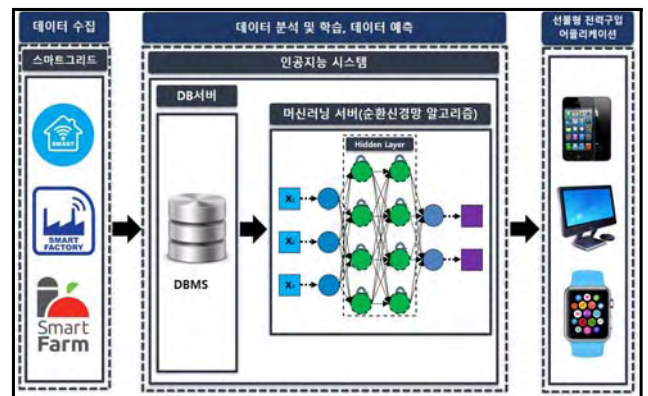 데이터 수집
데이터 분석 및 학습, 데이터 예측
선불형 전력구입
어플리케이션
스마트그리드
인공지능 시스템
DB서버
머신러닝 서버(순환신경망 알고리즘)
Hidden Layer
SMART
SMART
FACTORY
Smart
Farm
DBMS
X₁
X₂
X₃